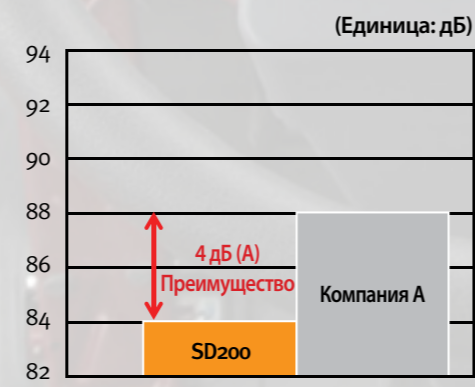 (Единица: дБ)
94
92
90
88
86
84
82
4 дБ (А)
Преимущество
Компания А
SD200